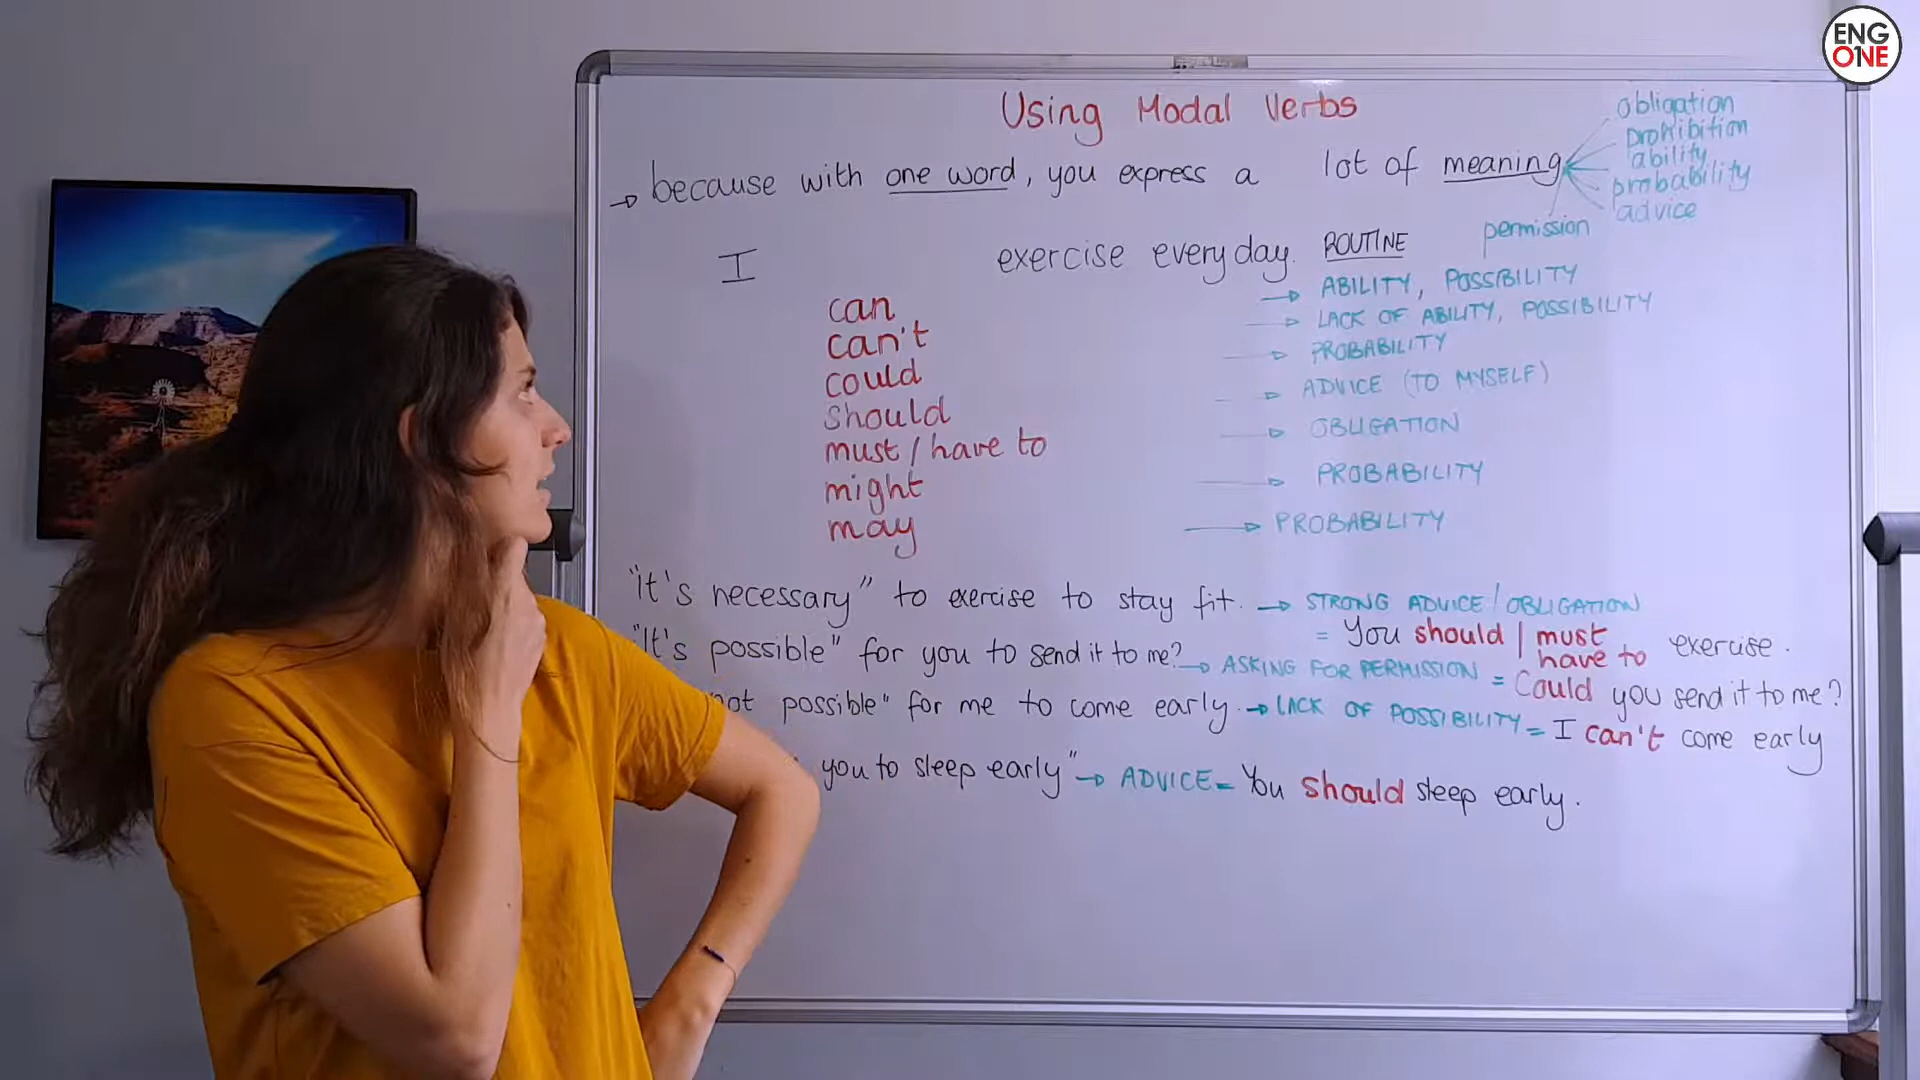 ENG
ONE
Using Modal Verbs
obligation
prohibition
ability
probability
advice
permission
→ because with one word, you express a lot of meaning
I exercise everyday. ROUTINE
can → ABILITY, POSSIBILITY
can't → LACK OF ABILITY, POSSIBILITY
could → PROBABILITY
should → ADVICE (TO MYSELF)
must / have to → OBLIGATION
might → PROBABILITY
may → PROBABILITY
"it's necessary" to exercise to stay fit. → STRONG ADVICE / OBLIGATION
= You should / must have to exercise.
"It's possible" for you to send it to me? → ASKING FOR PERMISSION = Could you send it to me?
not possible" for me to come early. → LACK OF POSSIBILITY = I can't come early
you to sleep early" → ADVICE = You should sleep early.